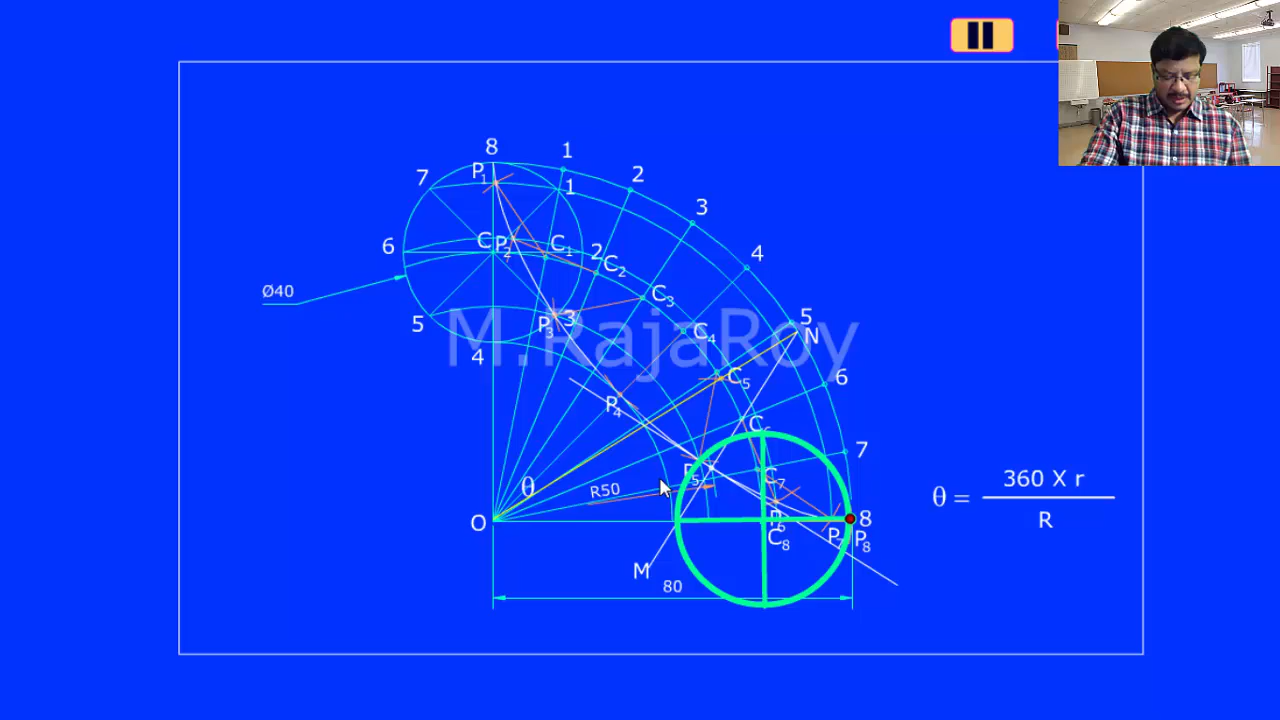 8
1
2
3
4
5
N
6
7
8
7
P1
1
6
C
P2
C1
2
C2
C3
Ø40
5
P3
3
C4
4
M.RajaRoy
C5
P4
C6
P5
C7
θ
R50
θ = 360 X r
R
O
C8
P7
P8
M
80